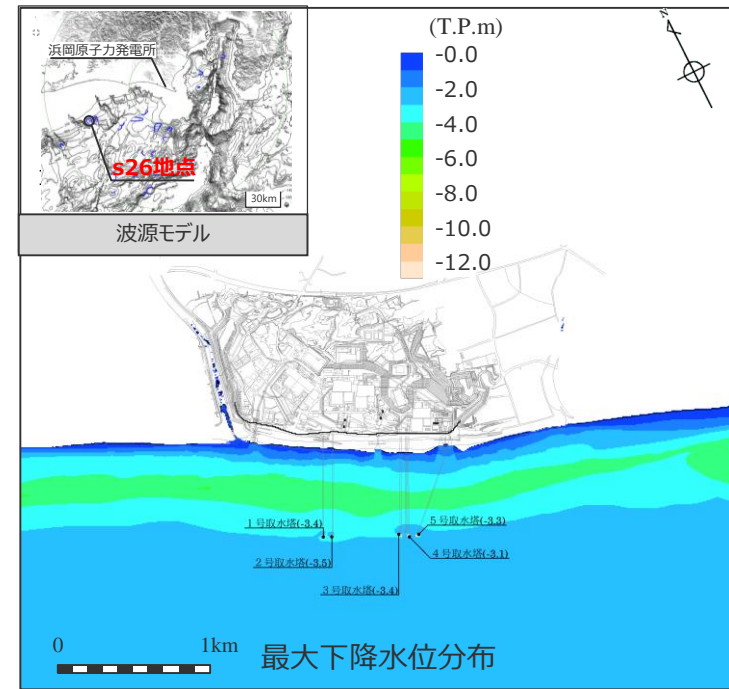 浜岡原子力発電所
s26地点
30km
波源モデル
(T.P.m)
-0.0
-2.0
-4.0
-6.0
-8.0
-10.0
-12.0
N
1号取水塔(-3.4)
2号取水塔(-3.5)
3号取水塔(-3.4)
5号取水塔(-3.3)
4号取水塔(-3.1)
0 1km
最大下降水位分布